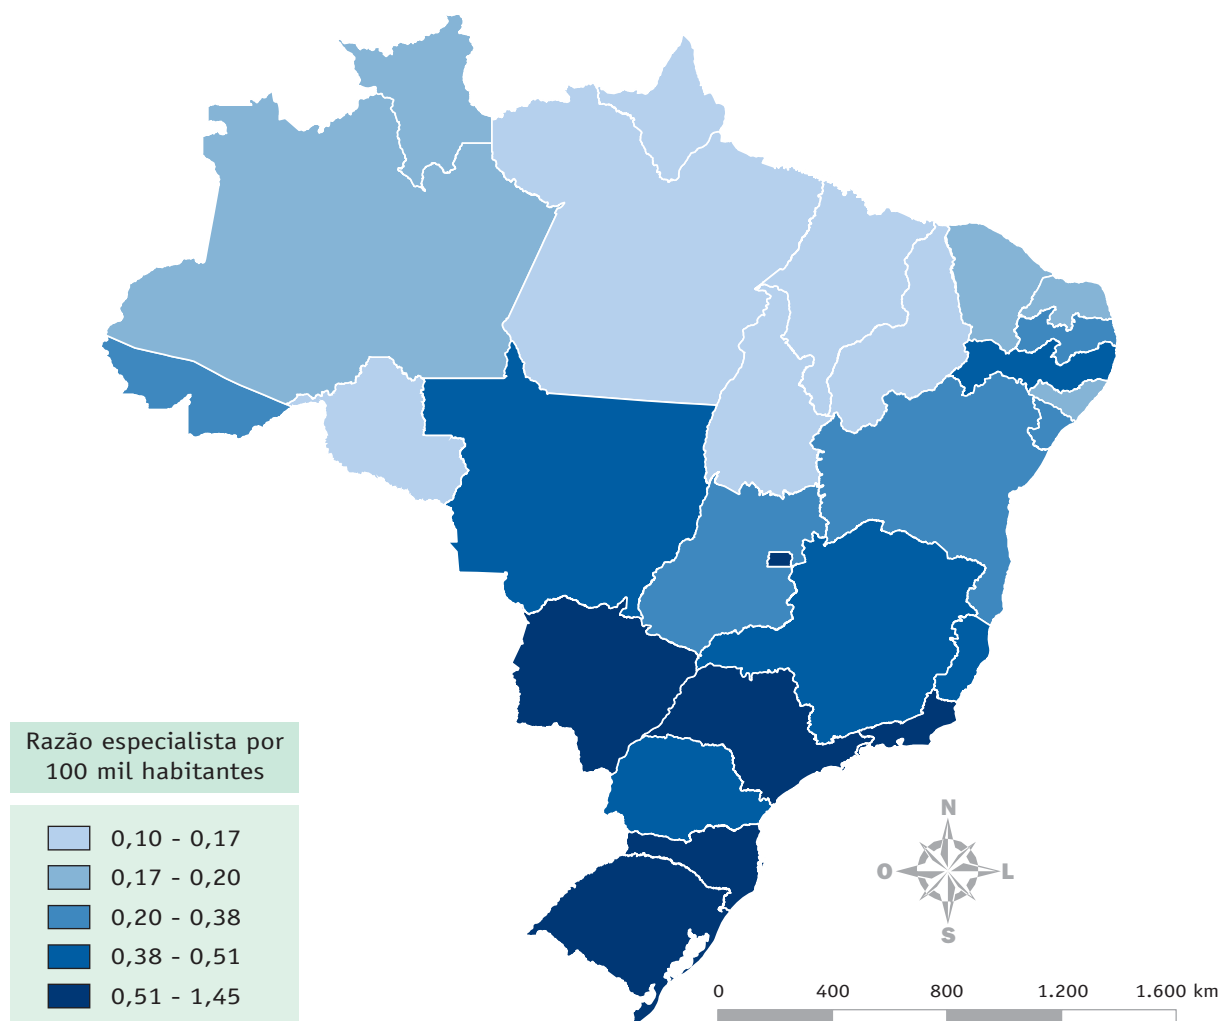 Razão especialista por
100 mil habitantes
0,10 - 0,17
0,17 - 0,20
0,20 - 0,38
0,38 - 0,51
0,51 - 1,45
N
O L
S
0 400 800 1.200 1.600 km